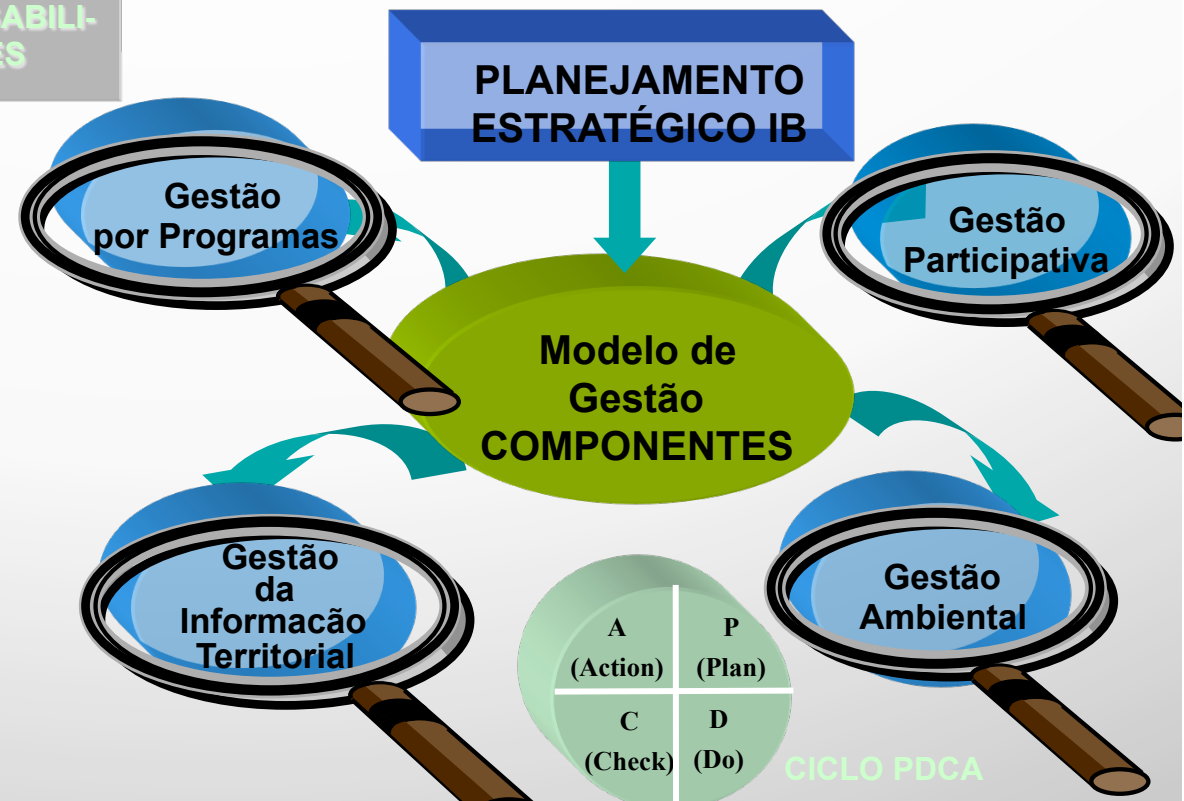 PLANEJAMENTO
ESTRATÉGICO IB
Gestão
por Programas
Gestão
Participativa
Modelo de
Gestão
COMPONENTES
Gestão
da
Informacão
Territorial
Gestão
Ambiental
A
(Action)
P
(Plan)
C
(Check)
D
(Do)
CICLO PDCA